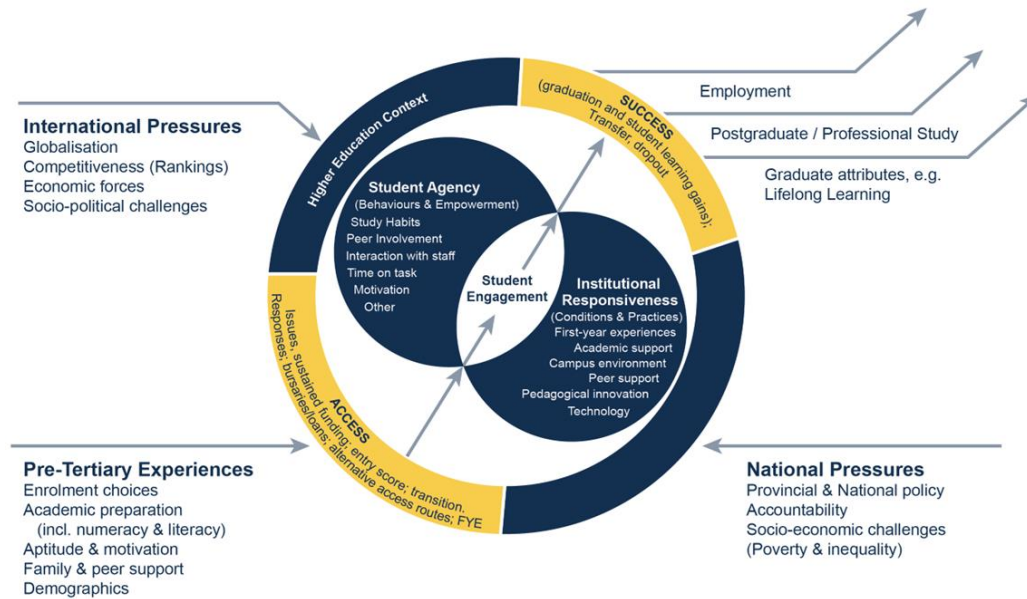 International Pressures
Globalisation
Competitiveness (Rankings)
Economic forces
Socio-political challenges
Pre-Tertiary Experiences
Enrolment choices
Academic preparation
(incl. numeracy & literacy)
Aptitude & motivation
Family & peer support
Demographics
Higher Education Context
ACCESS
Issues, sustained funding; entry score; transition.
Responses; bursaries/loans; alternative access routes; FYE
Student Agency
(Behaviours & Empowerment)
Study Habits
Peer Involvement
Interaction with staff
Time on task
Motivation
Other
Student
Engagement
Institutional
Responsiveness
(Conditions & Practices)
First-year experiences
Academic support
Campus environment
Peer support
Pedagogical innovation
Technology
SUCCESS
(graduation and student learning gains);
Transfer, dropout
Employment
Postgraduate / Professional Study
Graduate attributes, e.g.
Lifelong Learning
National Pressures
Provincial & National policy
Accountability
Socio-economic challenges
(Poverty & inequality)